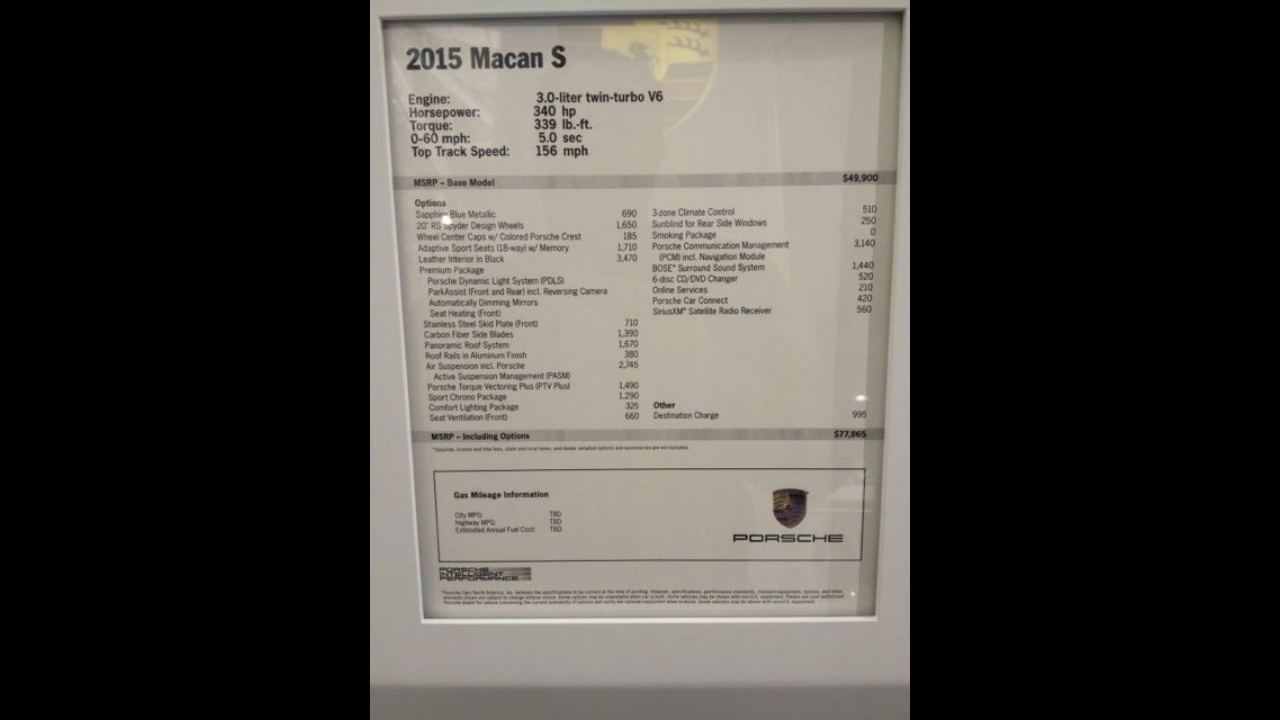 2015 Macan S
Engine: 3.0-liter twin-turbo V6
Horsepower: 340 hp
Torque: 339 lb.-ft.
0-60 mph: 5.0 sec
Top Track Speed: 156 mph
MSRP – Base Model $49,900
Options
Sapphire Blue Metallic 690
20" RS Spyder Design Wheels 1,650
Wheel Center Caps w/ Colored Porsche Crest 185
Adaptive Sport Seats (18-way) w/ Memory 1,710
Leather Interior in Black 3,470
Premium Package
Porsche Dynamic Light System (PDLS)
ParkAssist (Front and Rear) incl. Reversing Camera
Automatically Dimming Mirrors
Seat Heating (Front)
Stainless Steel Skid Plate (Front) 710
Carbon Fiber Side Blades 1,390
Panoramic Roof System 1,670
Roof Rails in Aluminum Finish 380
Air Suspension incl. Porsche 2,745
Active Suspension Management (PASM)
Porsche Torque Vectoring Plus (PTV Plus) 1,490
Sport Chrono Package 1,290
Comfort Lighting Package 325
Seat Ventilation (Front) 660
3-zone Climate Control 510
Sunblind for Rear Side Windows 250
Smoking Package 0
Porsche Communication Management 3,140
(PCM) incl. Navigation Module
BOSE® Surround Sound System 1,440
6-disc CD/DVD Changer 520
Online Services 210
Porsche Car Connect 420
SiriusXM® Satellite Radio Receiver 560
Other
Destination Charge 995
MSRP – Including Options $77,865
Gas Mileage Information
City MPG: TBD
Highway MPG: TBD
Estimated Annual Fuel Cost: TBD
PORSCHE
PORSCHE
INTELLIGENT
PERFORMANCE